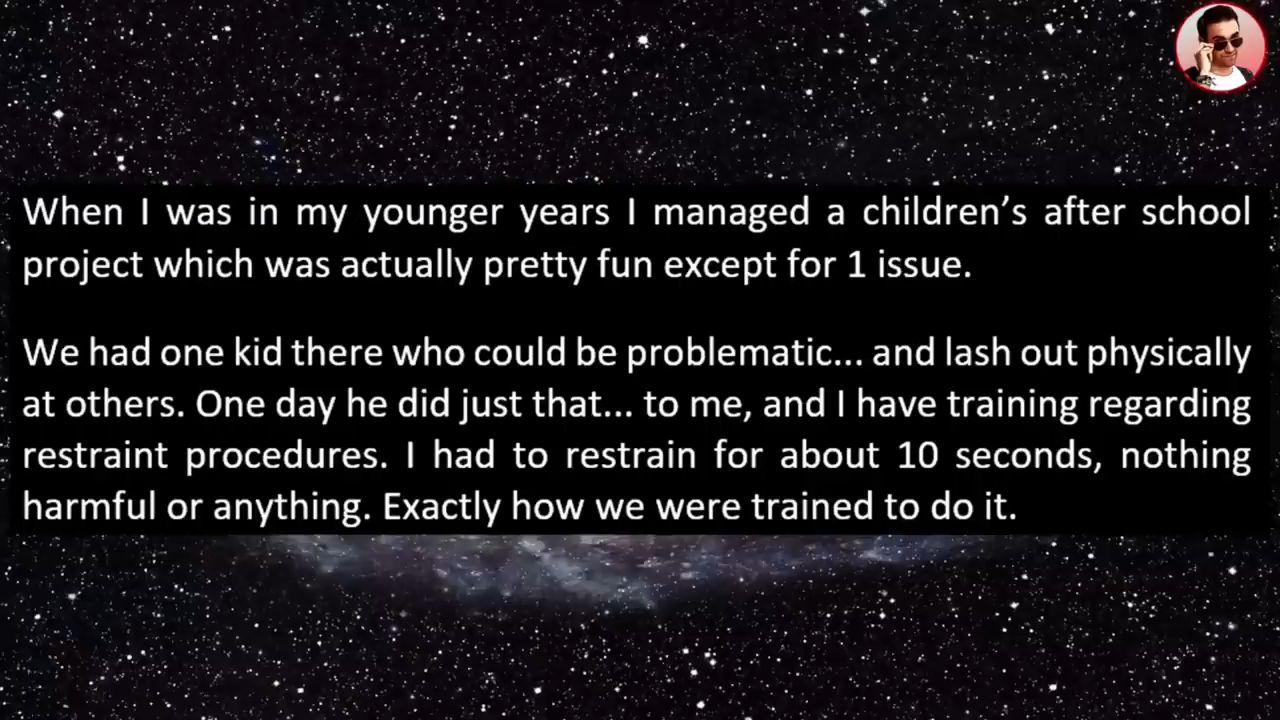 When I was in my younger years I managed a children’s after school
project which was actually pretty fun except for 1 issue.
We had one kid there who could be problematic... and lash out physically
at others. One day he did just that... to me, and I have training regarding
restraint procedures. I had to restrain for about 10 seconds, nothing
harmful or anything. Exactly how we were trained to do it.